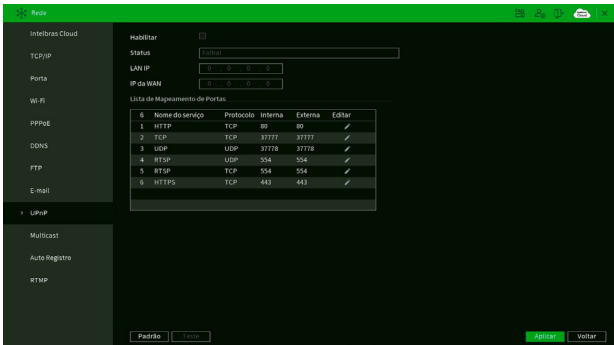 Rede
Intelbras Cloud
TCP/IP
Porta
Wi-Fi
PPPoE
DDNS
FTP
E-mail
> UPnP
Multicast
Auto Registro
RTMP
Habilitar
Status Falha!
LAN IP 0 . 0 . 0 . 0
IP da WAN 0 . 0 . 0 . 0
Lista de Mapeamento de Portas
6 Nome do serviço Protocolo Interna Externa Editar
1 HTTP TCP 80 80
2 TCP TCP 37777 37777
3 UDP UDP 37778 37778
4 RTSP UDP 554 554
5 RTSP TCP 554 554
6 HTTPS TCP 443 443
Padrão Teste Aplicar Voltar